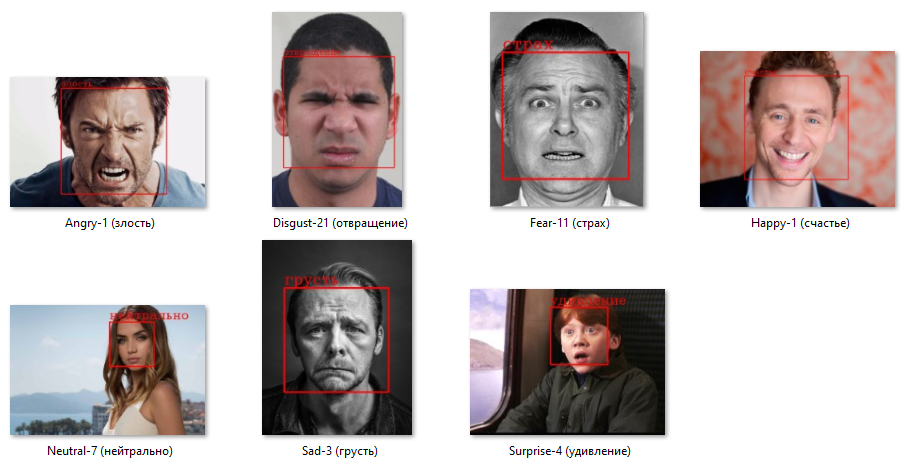 злость
страх
Angry-1 (злость)
Disgust-21 (отвращение)
Fear-11 (страх)
Happy-1 (счастье)
нейтрально
грусть
удивление
Neutral-7 (нейтрально)
Sad-3 (грусть)
Surprise-4 (удивление)